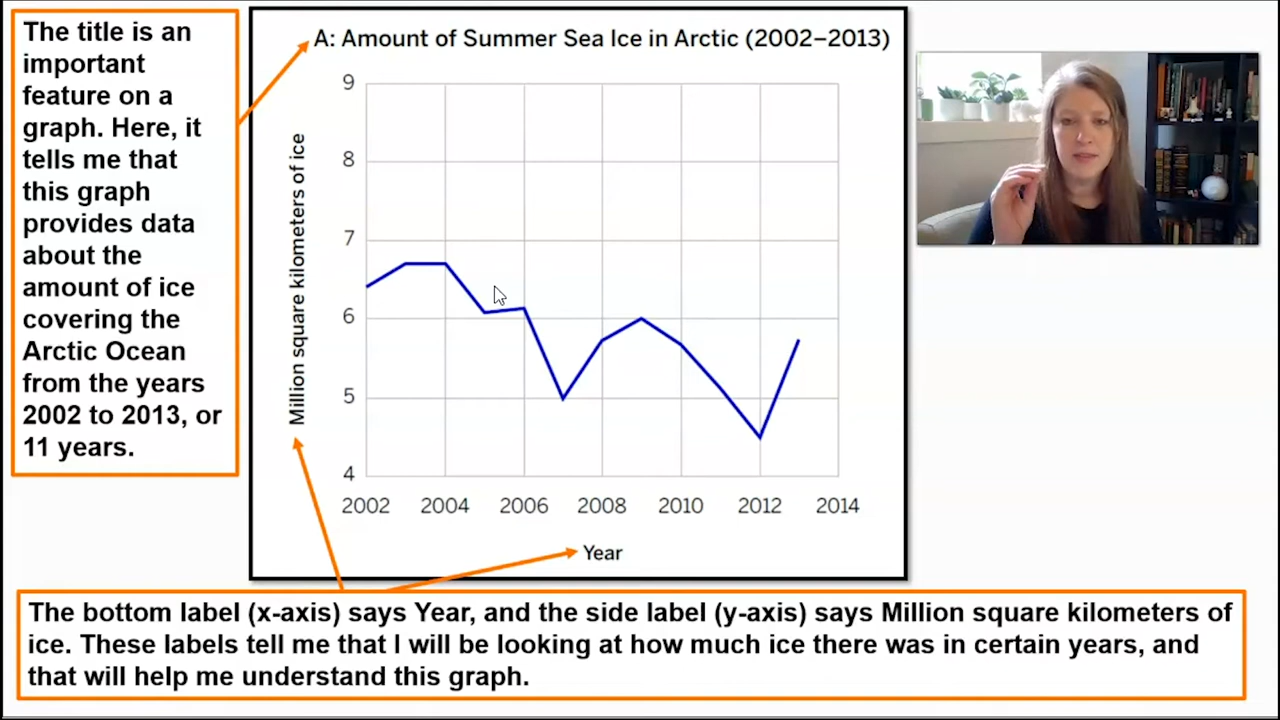 The title is an
important
feature on a
graph. Here, it
tells me that
this graph
provides data
about the
amount of ice
covering the
Arctic Ocean
from the years
2002 to 2013, or
11 years.
A: Amount of Summer Sea Ice in Arctic (2002–2013)
Million square kilometers of ice
9
8
7
6
5
4
2002 2004 2006 2008 2010 2012 2014
Year
The bottom label (x-axis) says Year, and the side label (y-axis) says Million square kilometers of
ice. These labels tell me that I will be looking at how much ice there was in certain years, and
that will help me understand this graph.